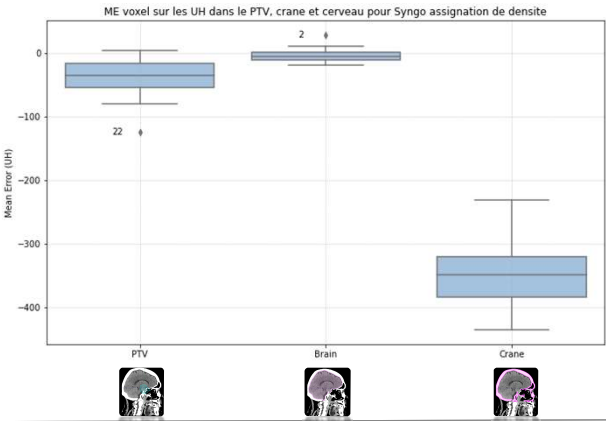 ME voxel sur les UH dans le PTV, crane et cerveau pour Syngo assignation de densite
2
0
−100
22
−200
−300
−400
Mean Error (UH)
PTV Brain Crane